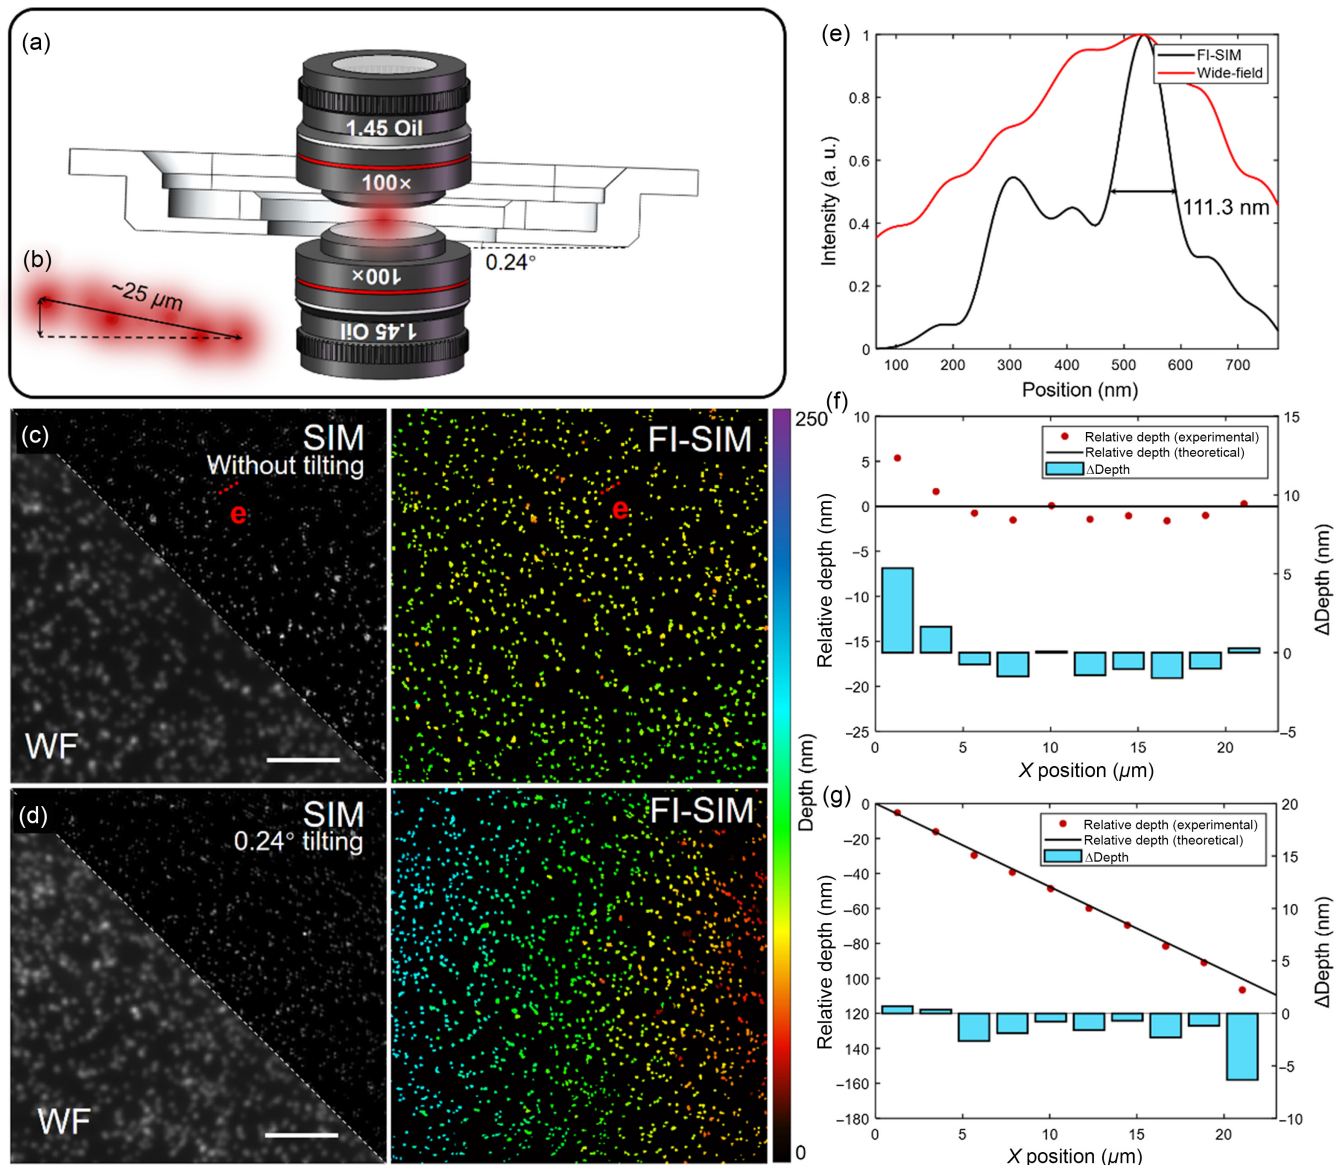 (a)
1.45 Oil
100×
0.24°
100×
1.45 Oil
(b)
~25 µm
(c)
SIM
Without tilting
e
WF
FI-SIM
e
250
Depth (nm)
0
(d)
SIM
0.24° tilting
WF
FI-SIM
(e)
FI-SIM
Wide-field
111.3 nm
Intensity (a. u.)
1
0.8
0.6
0.4
0.2
0
100 200 300 400 500 600 700
Position (nm)
(f)
Relative depth (experimental)
Relative depth (theoretical)
ΔDepth
Relative depth (nm)
10
5
0
−5
−10
−15
−20
−25
15
10
5
0
−5
ΔDepth (nm)
0 5 10 15 20
X position (µm)
(g)
Relative depth (experimental)
Relative depth (theoretical)
ΔDepth
Relative depth (nm)
0
−20
−40
−60
−80
100
120
140
−160
−180
20
15
10
5
0
−5
−10
ΔDepth (nm)
0 5 10 15 20
X position (µm)